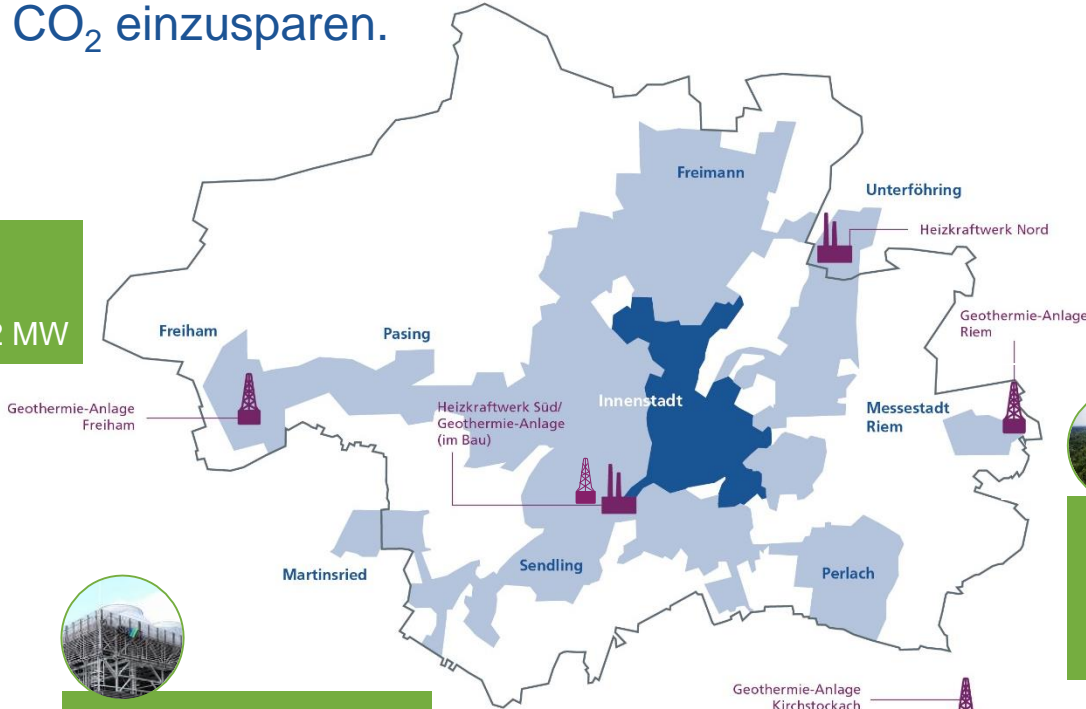 CO₂ einzusparen.
Freimann
Unterföhring
Heizkraftwerk Nord
MW
Geothermie-Anlage
Riem
Freiham
Pasing
Geothermie-Anlage
Freiham
Heizkraftwerk Süd/
Geothermie-Anlage
(im Bau)
Innenstadt
Messestadt
Riem
Martinsried
Sendling
Perlach
Geothermie-Anlage
Kirchstockach